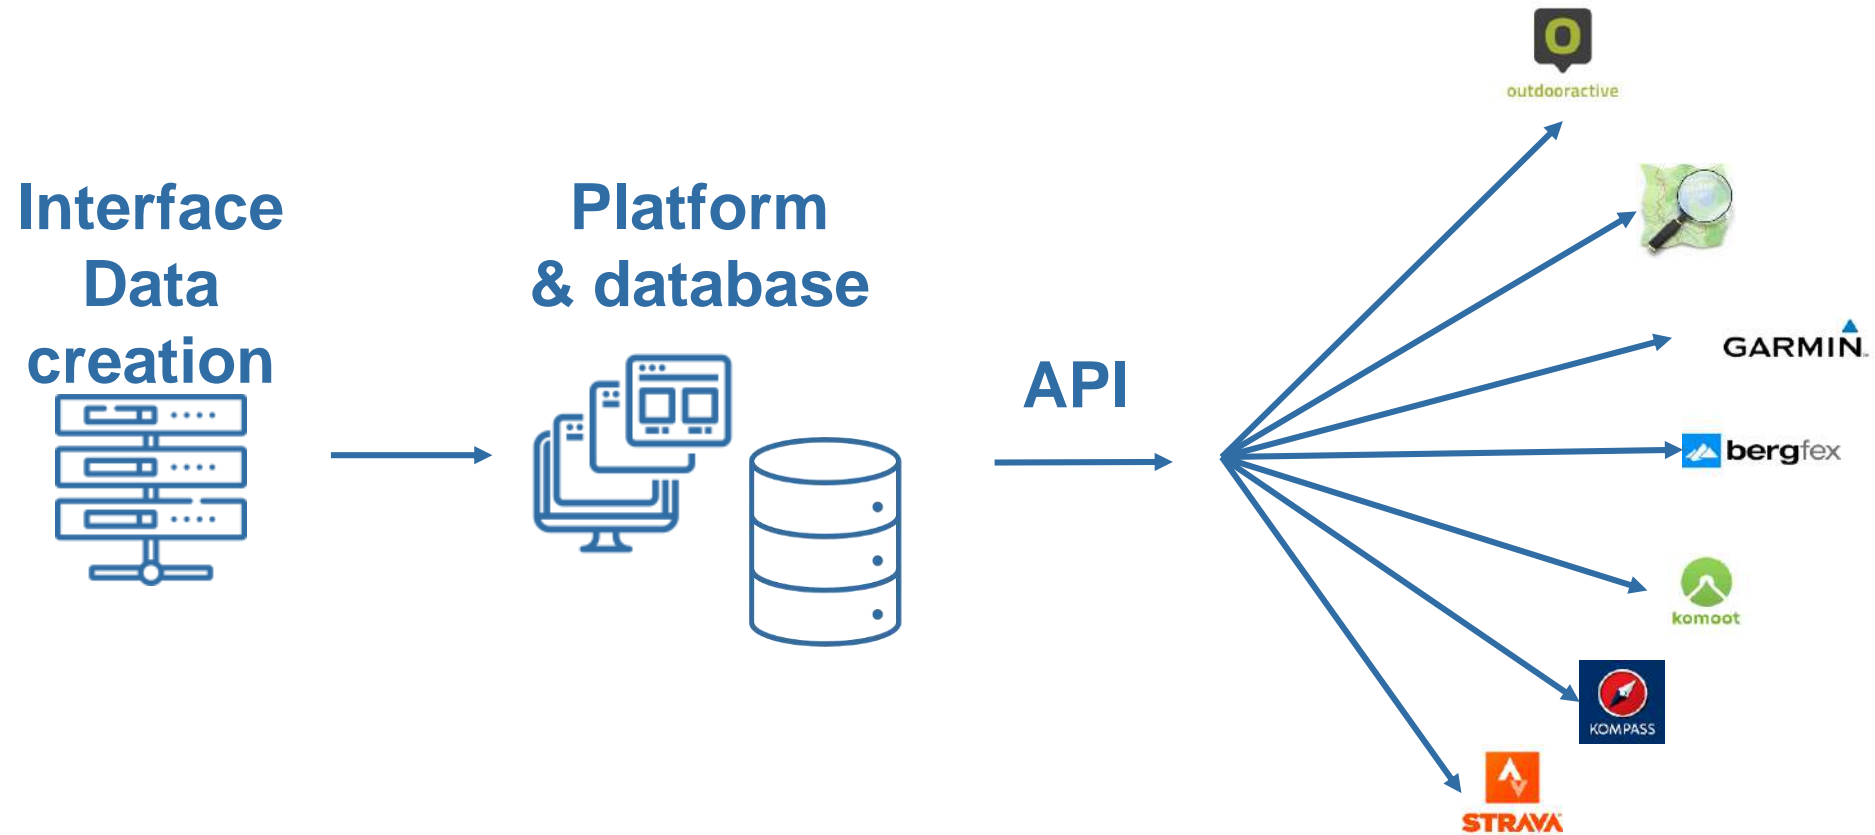 Interface
Data
creation
Platform
& database
API
outdooractive
GARMIN
bergfex
komoot
KOMPASS
STRAVA